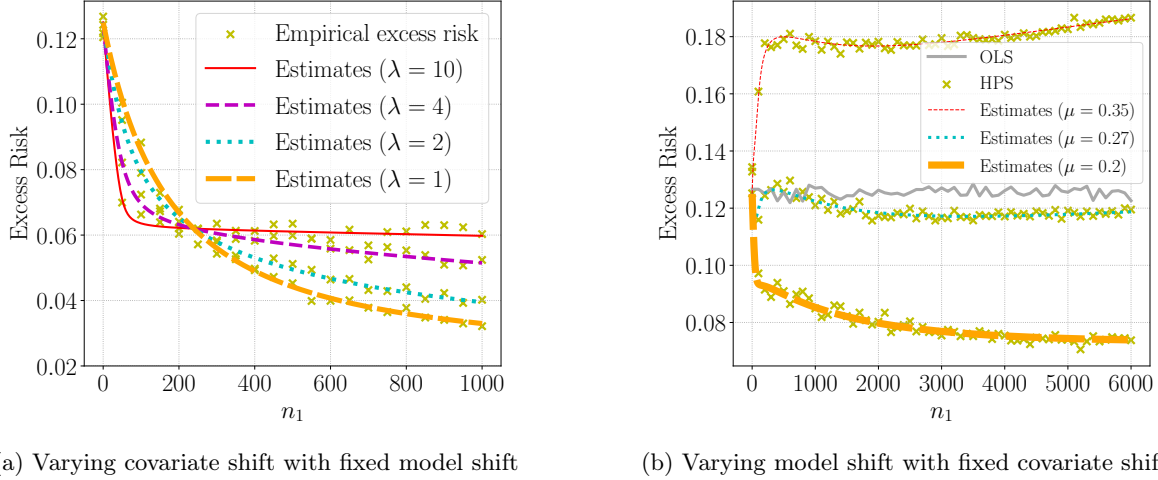 0.12
0.10
0.08
0.06
0.04
0.02
Excess Risk
Empirical excess risk
Estimates (λ = 10)
Estimates (λ = 4)
Estimates (λ = 2)
Estimates (λ = 1)
0 200 400 600 800 1000
n₁
a) Varying covariate shift with fixed model shift
0.18
0.16
0.14
0.12
0.10
0.08
Excess Risk
OLS
HPS
Estimates (μ = 0.35)
Estimates (μ = 0.27)
Estimates (μ = 0.2)
0 1000 2000 3000 4000 5000 6000
n₁
(b) Varying model shift with fixed covariate shif